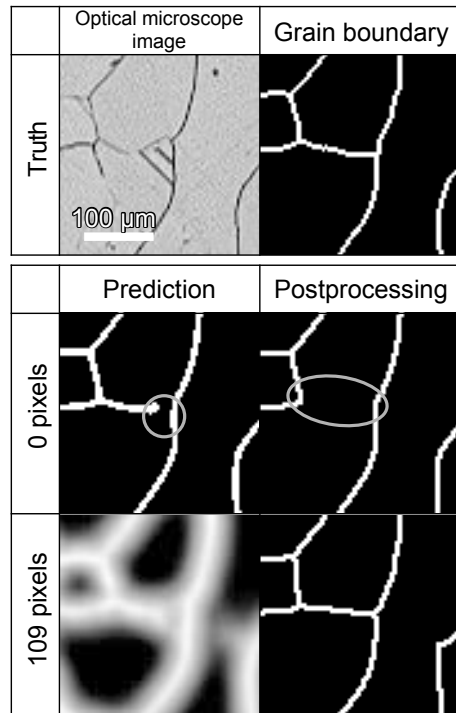 Optical microscope
image
Grain boundary
Truth
100 μm
Prediction
Postprocessing
0 pixels
109 pixels